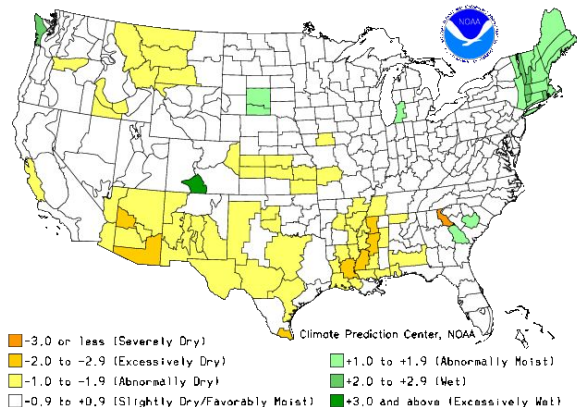 NOAA
Climate Prediction Center, NOAA
-3.0 or less (Severely Dry)
-2.0 to -2.9 (Excessively Dry)
-1.0 to -1.9 (Abnormally Dry)
-0.9 to +0.9 (Slightly Dry/Favorably Moist)
+1.0 to +1.9 (Abnormally Moist)
+2.0 to +2.9 (Wet)
+3.0 and above (Excessively Wet)